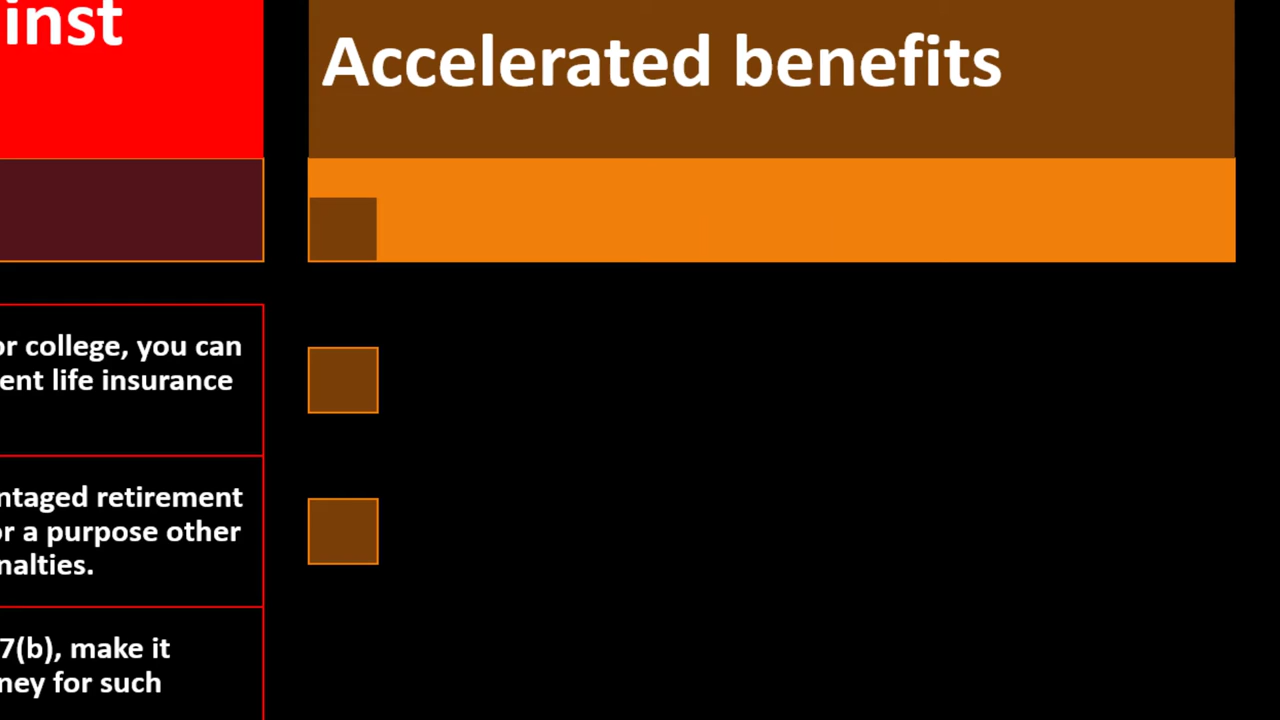 inst
Accelerated benefits
or college, you can
ent life insurance
ntaged retirement
or a purpose other
nalties.
7(b), make it
ney for such